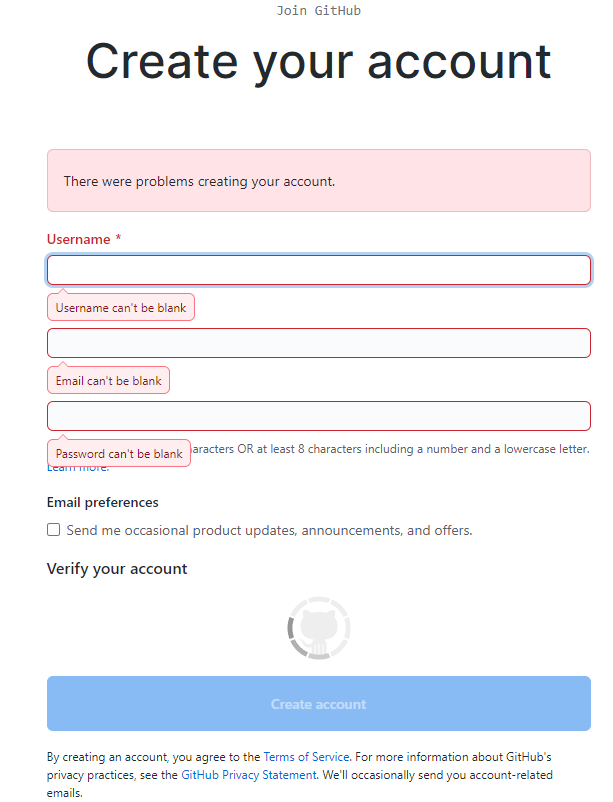 Join GitHub
Create your account
There were problems creating your account.
Username *
Username can't be blank
Email can't be blank
Password can't be blank
aracters OR at least 8 characters including a number and a lowercase letter.
Learn more.
Email preferences
Send me occasional product updates, announcements, and offers.
Verify your account
Create account
By creating an account, you agree to the Terms of Service. For more information about GitHub's
privacy practices, see the GitHub Privacy Statement. We'll occasionally send you account-related
emails.